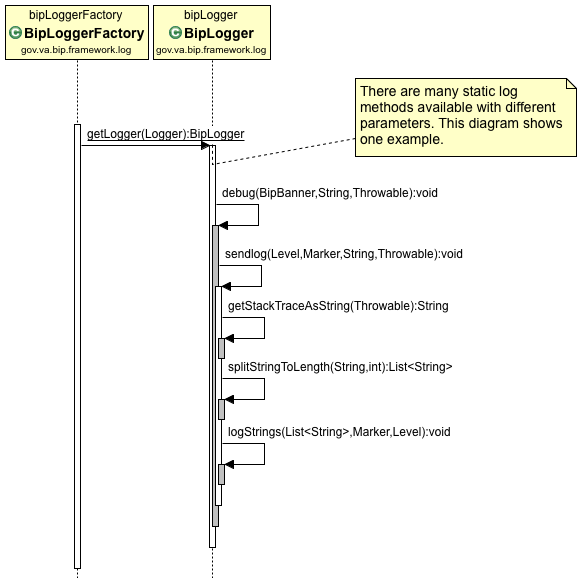 bipLoggerFactory
C BipLoggerFactory
gov.va.bip.framework.log
bipLogger
C BipLogger
gov.va.bip.framework.log
There are many static log
methods available with different
parameters. This diagram shows
one example.
getLogger(Logger):BipLogger
debug(BipBanner,String,Throwable):void
sendlog(Level,Marker,String,Throwable):void
getStackTraceAsString(Throwable):String
splitStringToLength(String,int):List<String>
logStrings(List<String>,Marker,Level):void